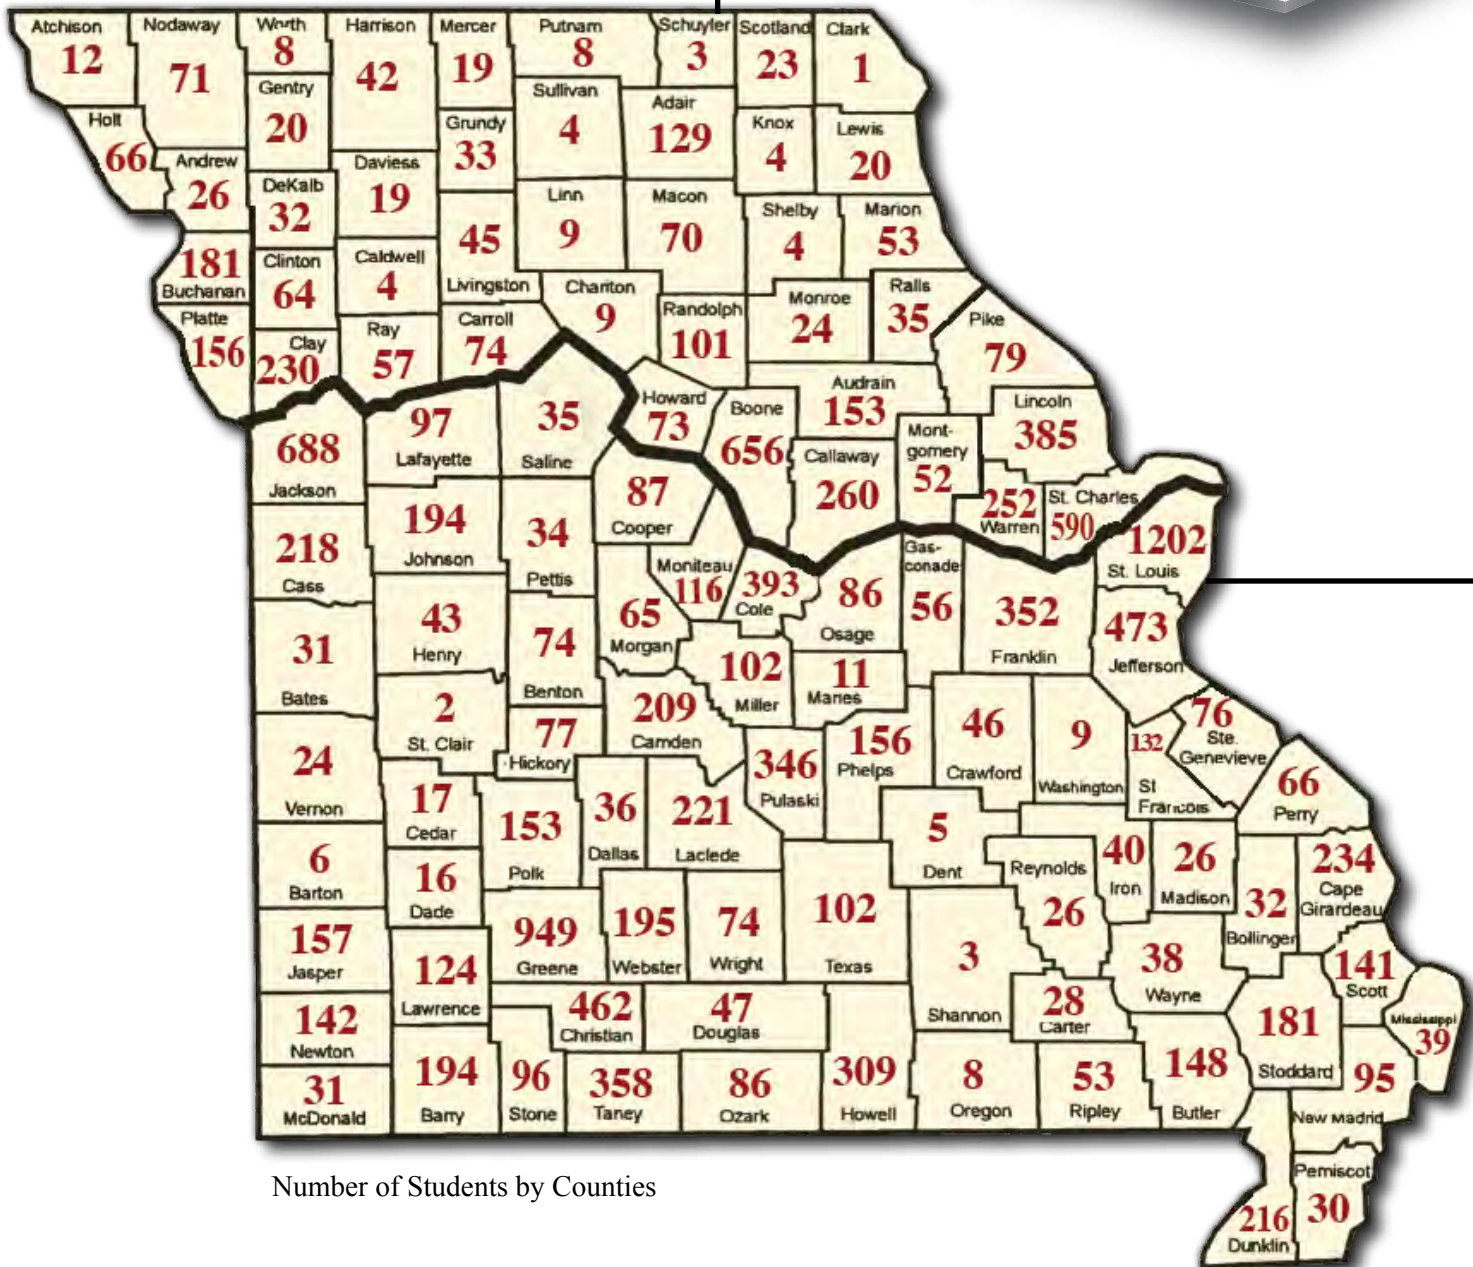 Atchison
12
Nodaway
71
Worth
8
Harrison
42
Mercer
19
Putnam
8
Schuyler
3
Scotland
23
Clark
1
Gentry
20
Sullivan
4
Adair
129
Knox
4
Lewis
20
Holt
66
Andrew
26
DeKalb
32
Daviess
19
Grundy
33
Linn
9
Macon
70
Shelby
4
Marion
53
181
Buchanan
Clinton
64
Caldwell
4
45
Livingston
Chariton
9
Randolph
101
Monroe
24
Ralls
35
Pike
79
Platte
156
Clay
230
Ray
57
Carroll
74
Howard
73
Boone
656
Audrain
153
Lincoln
385
688
Jackson
97
Lafayette
35
Saline
87
Cooper
Callaway
260
Mont-
gomery
52
252
Warren
St. Charles
590
1202
St. Louis
218
Cass
194
Johnson
34
Pettis
Moniteau
116
393
Cole
86
Osage
Gas-
conade
56
352
Franklin
473
Jefferson
31
Bates
43
Henry
74
Benton
65
Morgan
102
Miller
11
Maries
2
St. Clair
77
Hickory
209
Camden
346
Pulaski
156
Phelps
46
Crawford
9
Washington
132
St
Francois
76
Ste.
Genevieve
66
Perry
24
Vernon
17
Cedar
153
Polk
36
Dallas
221
Laclede
5
Dent
Reynolds
26
40
Iron
26
Madison
32
Bollinger
234
Cape
Girardeau
6
Barton
16
Dade
949
Greene
195
Webster
74
Wright
102
Texas
3
Shannon
38
Wayne
141
Scott
157
Jasper
124
Lawrence
462
Christian
47
Douglas
28
Carter
181
Stoddard
Mississippi
39
142
Newton
31
McDonald
194
Barry
96
Stone
358
Taney
86
Ozark
309
Howell
8
Oregon
53
Ripley
148
Butler
95
New Madrid
Pemiscot
30
216
Dunklin
Number of Students by Counties